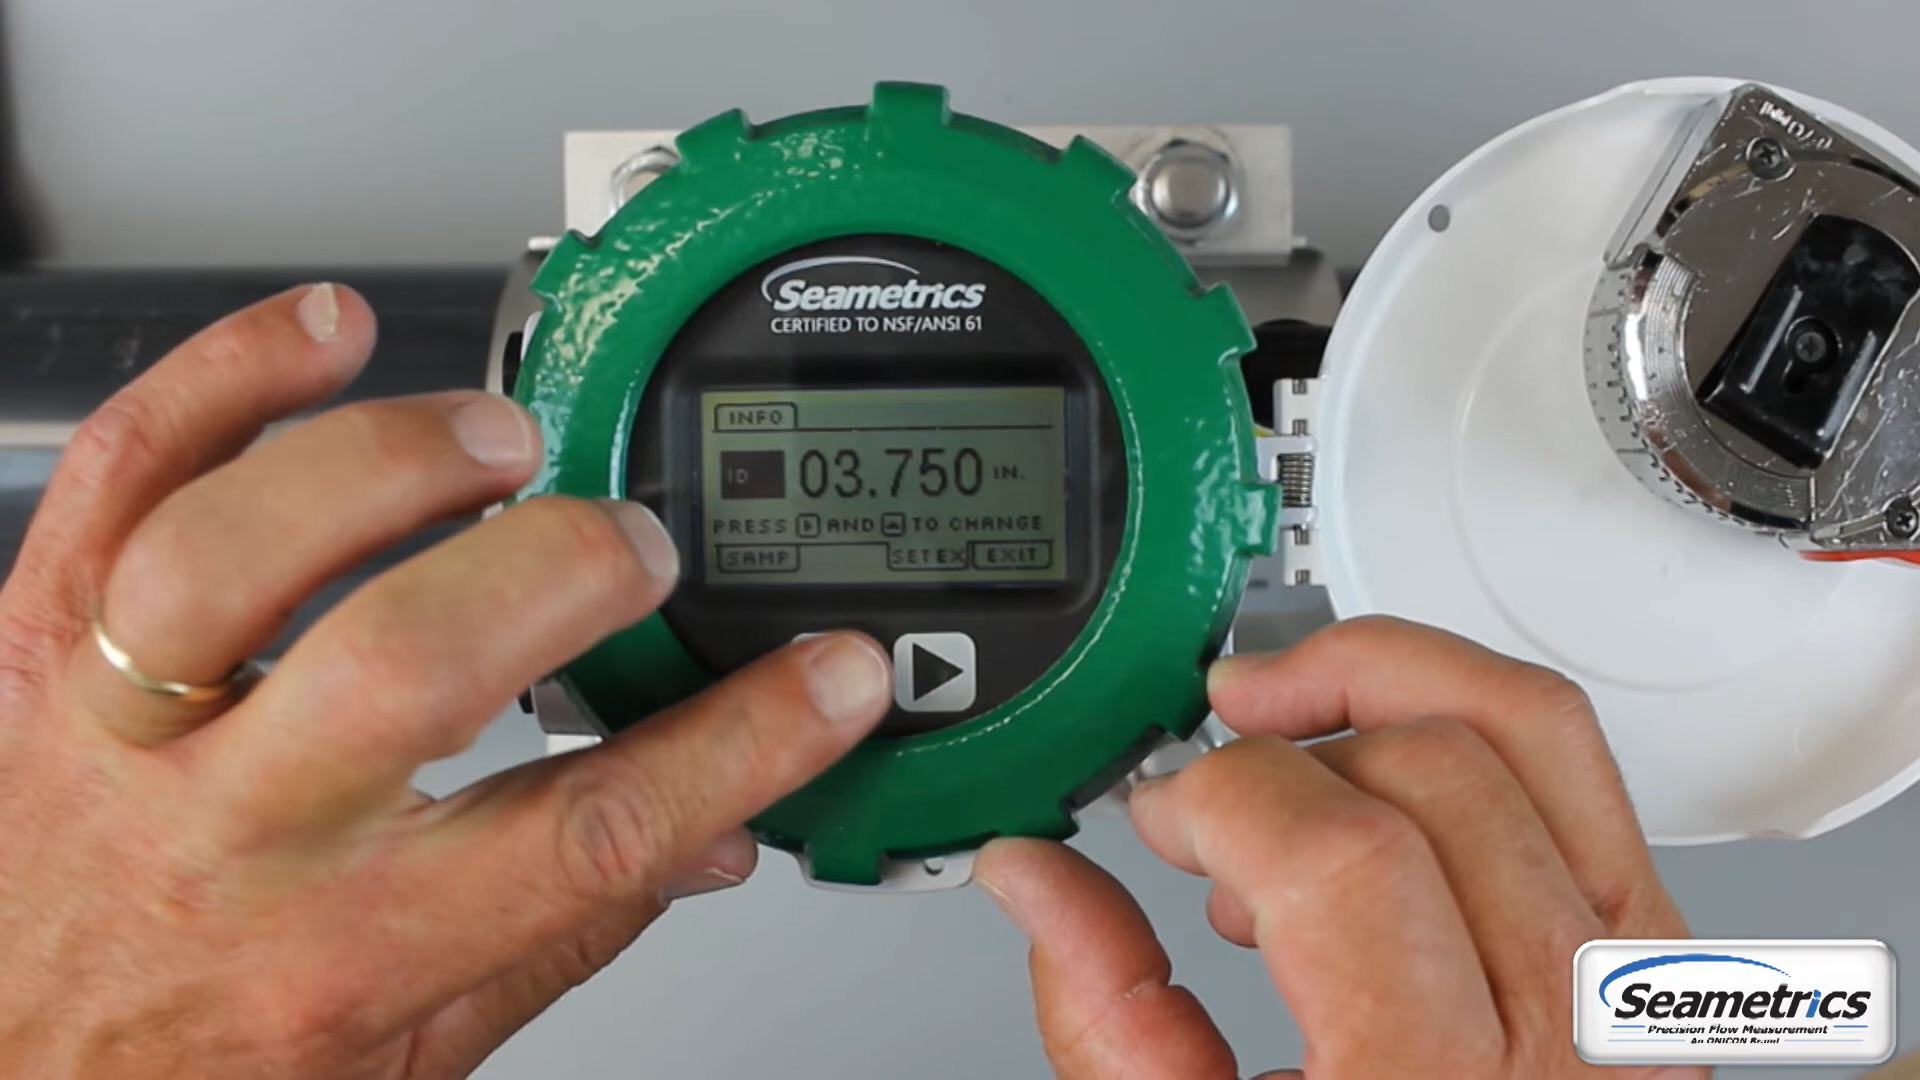 Seametrics
CERTIFIED TO NSF/ANSI 61
INFO
ID 03.750 IN.
PRESS AND TO CHANGE
SAMP SETEX EXIT
Seametrics
Precision Flow Measurement
An ONICON Brand